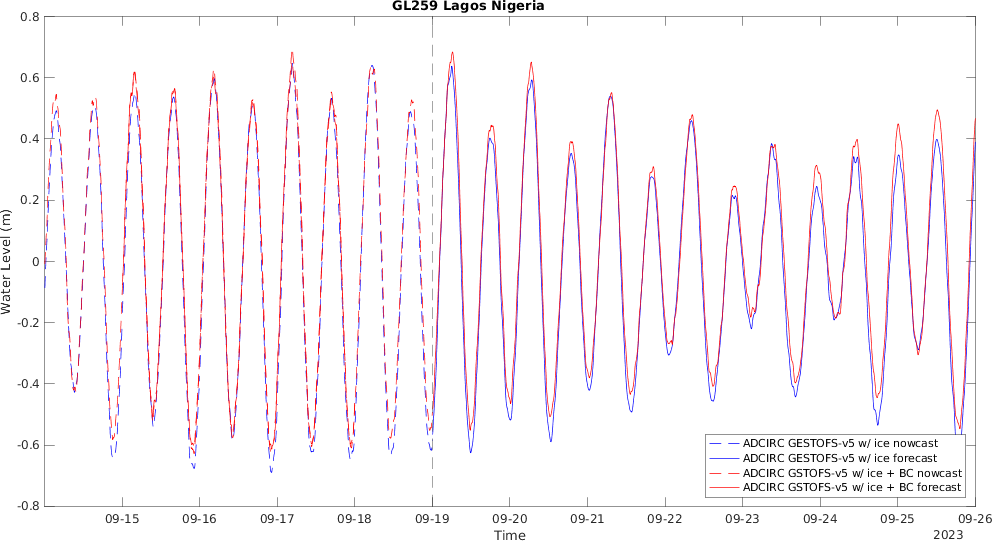 GL259 Lagos Nigeria
0.8
0.6
0.4
0.2
0
-0.2
-0.4
-0.6
-0.8
Water Level (m)
ADCIRC GESTOFS-v5 w/ ice nowcast
ADCIRC GESTOFS-v5 w/ ice forecast
ADCIRC GSTOFS-v5 w/ ice + BC nowcast
ADCIRC GSTOFS-v5 w/ ice + BC forecast
09-15 09-16 09-17 09-18 09-19 09-20 09-21 09-22 09-23 09-24 09-25 09-26
Time
2023